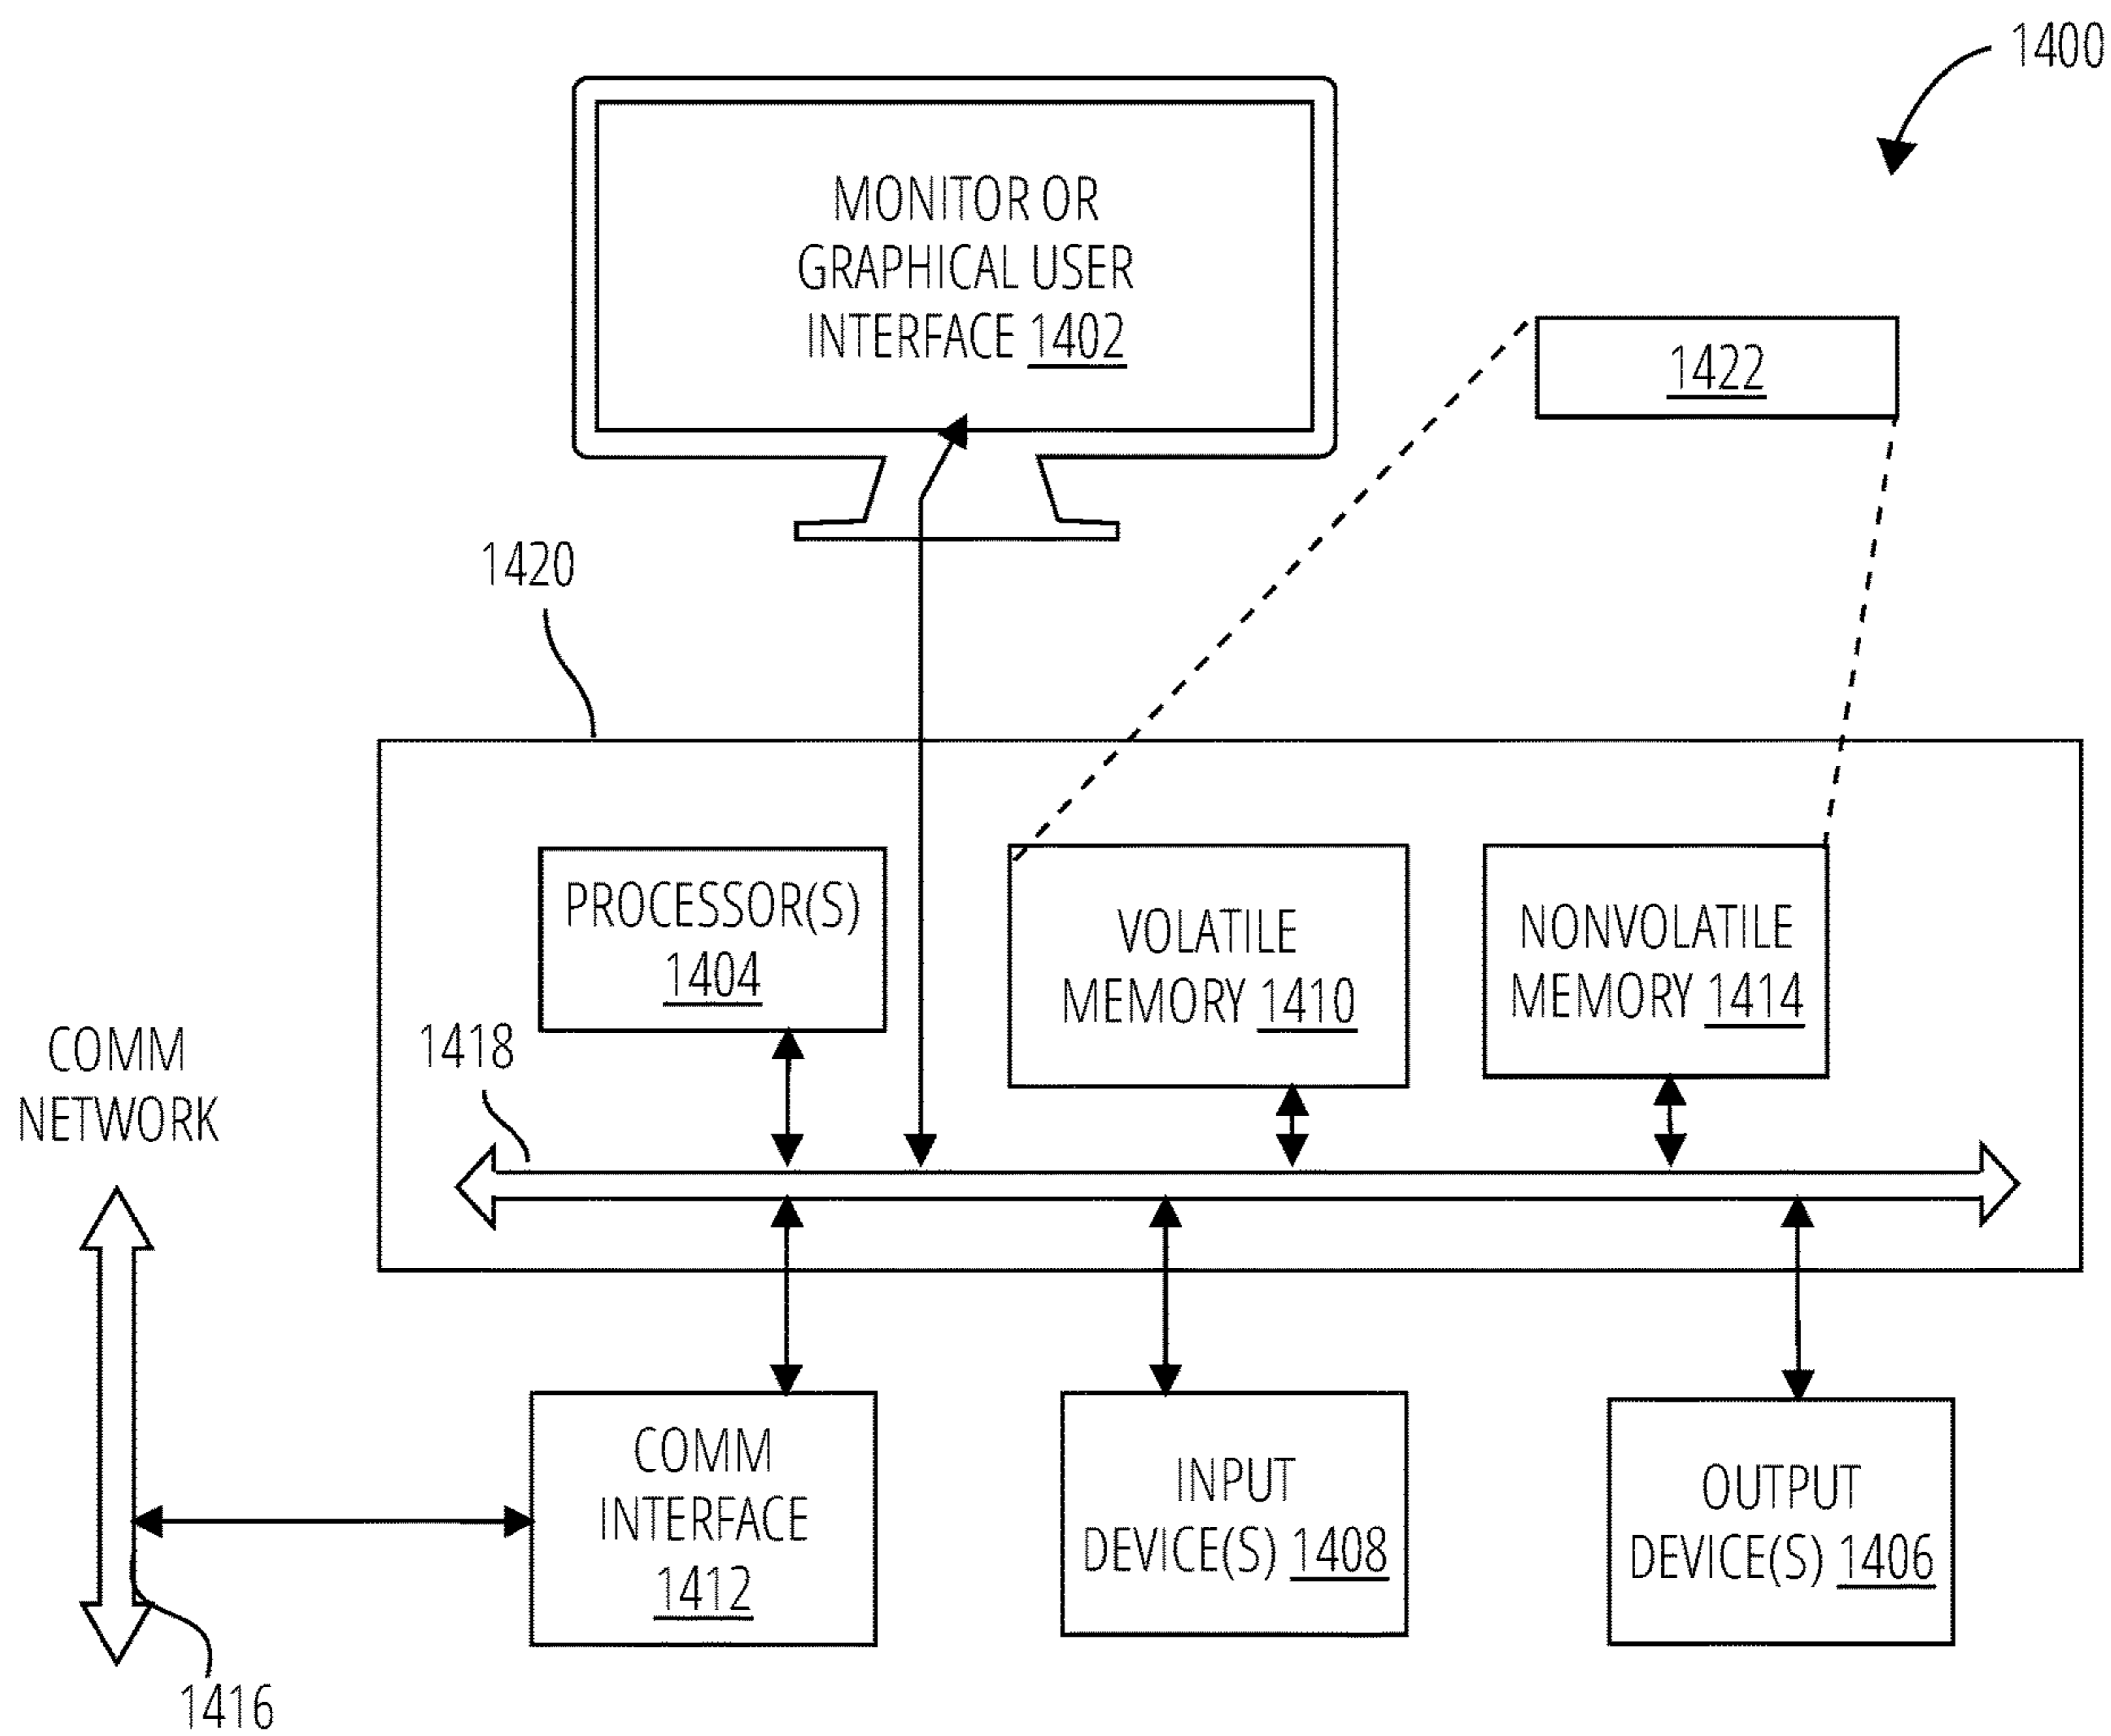 1400
MONITOR OR
GRAPHICAL USER
INTERFACE 1402
1422
1420
PROCESSOR(S)
1404
VOLATILE
MEMORY 1410
NONVOLATILE
MEMORY 1414
1418
COMM
NETWORK
COMM
INTERFACE
1412
INPUT
DEVICE(S) 1408
OUTPUT
DEVICE(S) 1406
1416